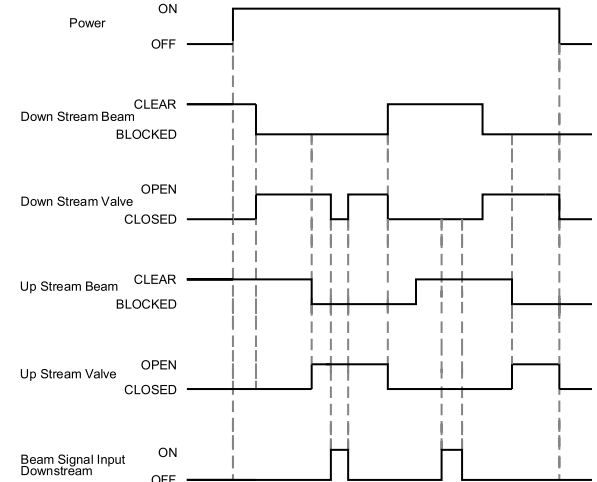 ON
Power
OFF
CLEAR
Down Stream Beam
BLOCKED
OPEN
Down Stream Valve
CLOSED
CLEAR
Up Stream Beam
BLOCKED
OPEN
Up Stream Valve
CLOSED
ON
Beam Signal Input
Downstream
OFF